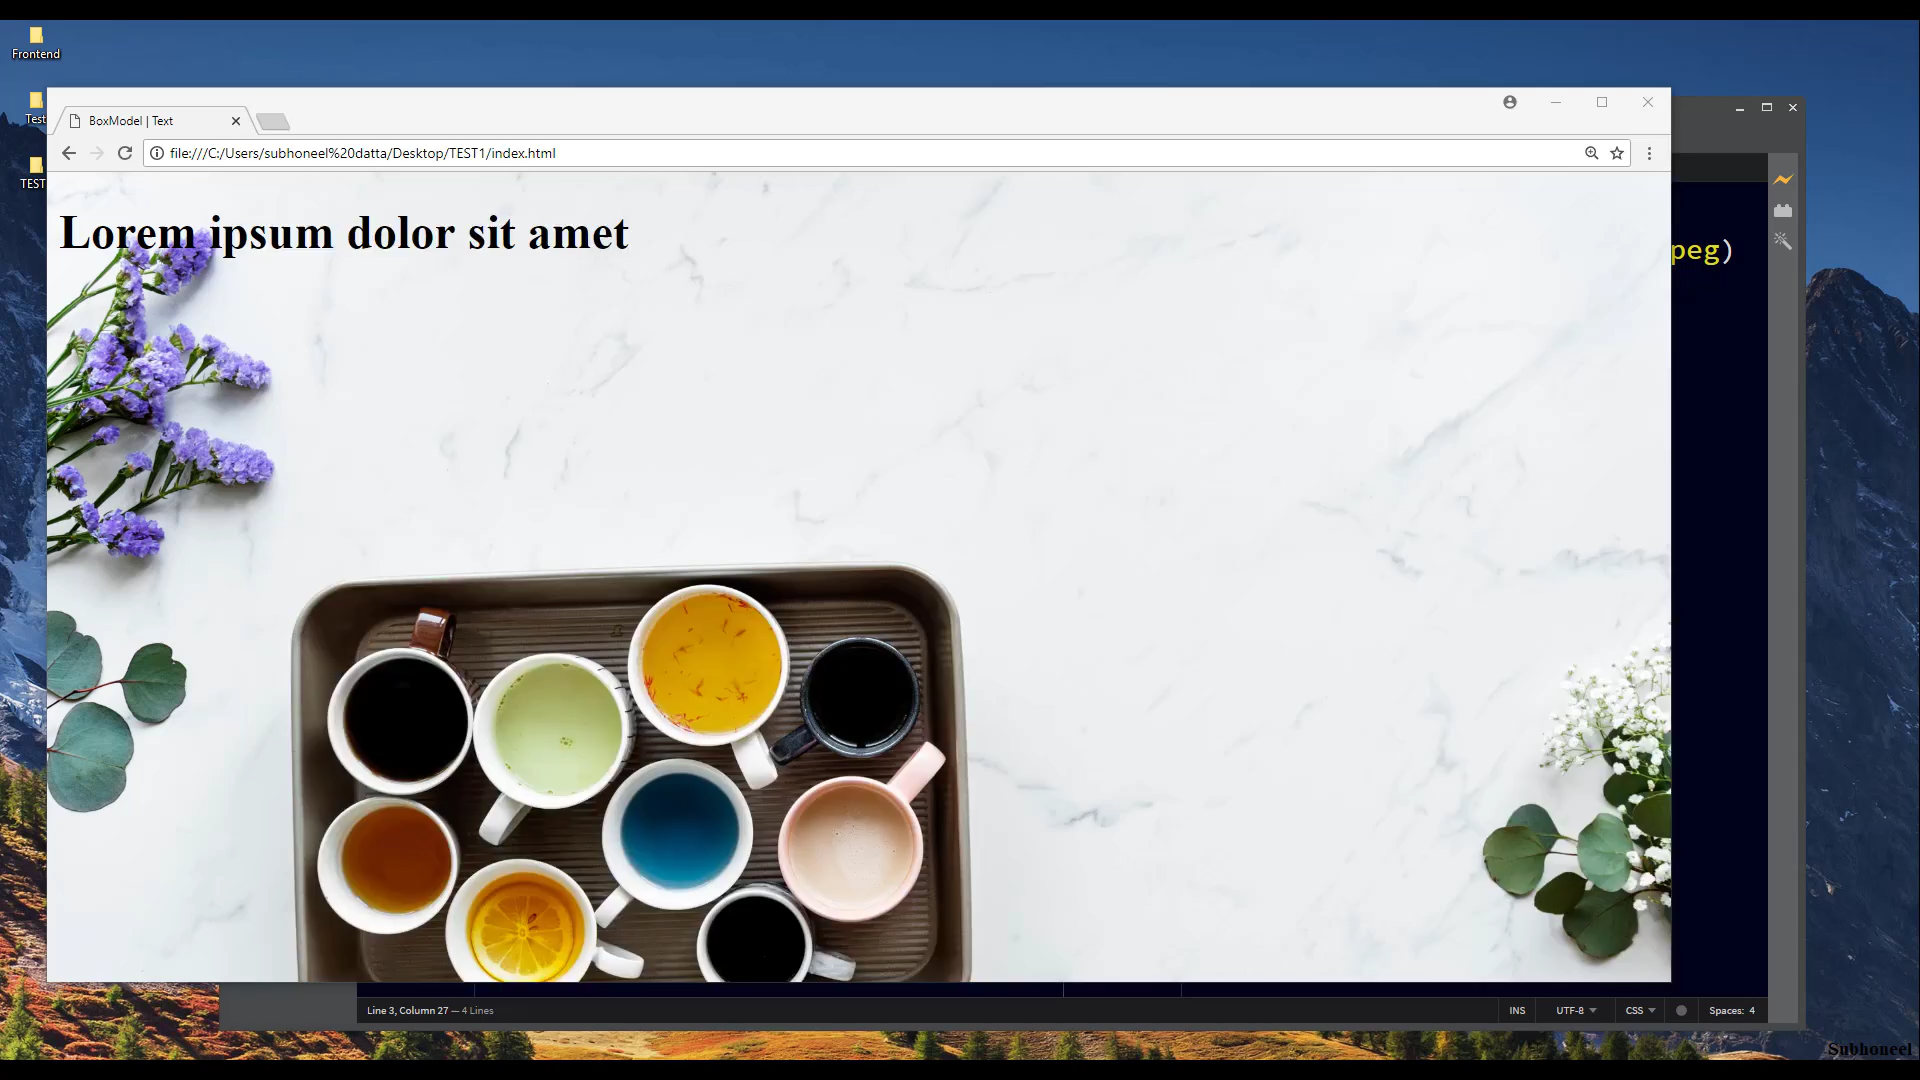 Frontend
Test
TEST
BoxModel | Text
file:///C:/Users/subhoneel%20datta/Desktop/TEST1/index.html
Lorem ipsum dolor sit amet
peg)
Line 3, Column 27 — 4 Lines
INS
UTF-8
CSS
Spaces: 4
Subhoneel